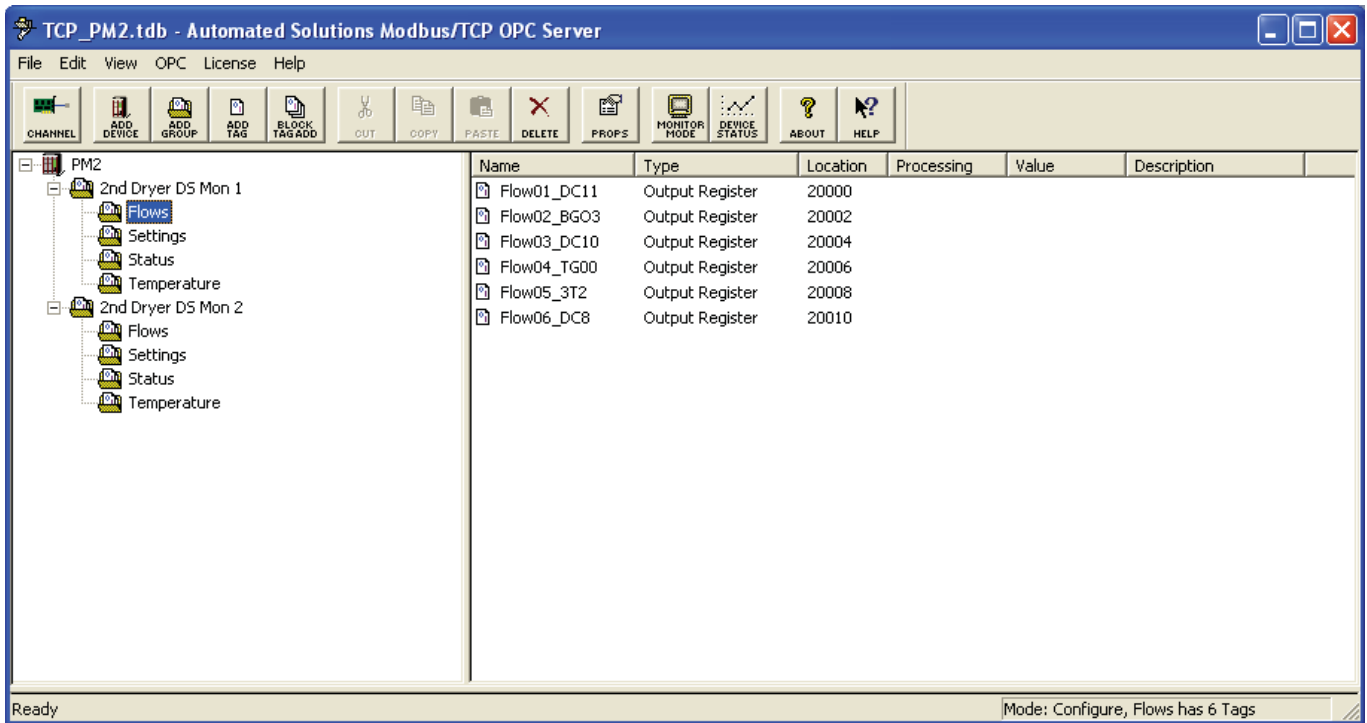 TCP_PM2.tdb - Automated Solutions Modbus/TCP OPC Server
File Edit View OPC License Help
CHANNEL ADD DEVICE ADD GROUP ADD TAG BLOCK TAG ADD CUT COPY PASTE DELETE PROPS MONITOR MODE DEVICE STATUS ABOUT HELP
PM2
2nd Dryer DS Mon 1
Flows
Settings
Status
Temperature
2nd Dryer DS Mon 2
Flows
Settings
Status
Temperature
Name Type Location Processing Value Description
Flow01_DC11 Output Register 20000
Flow02_BGO3 Output Register 20002
Flow03_DC10 Output Register 20004
Flow04_TG00 Output Register 20006
Flow05_3T2 Output Register 20008
Flow06_DC8 Output Register 20010
Ready Mode: Configure, Flows has 6 Tags